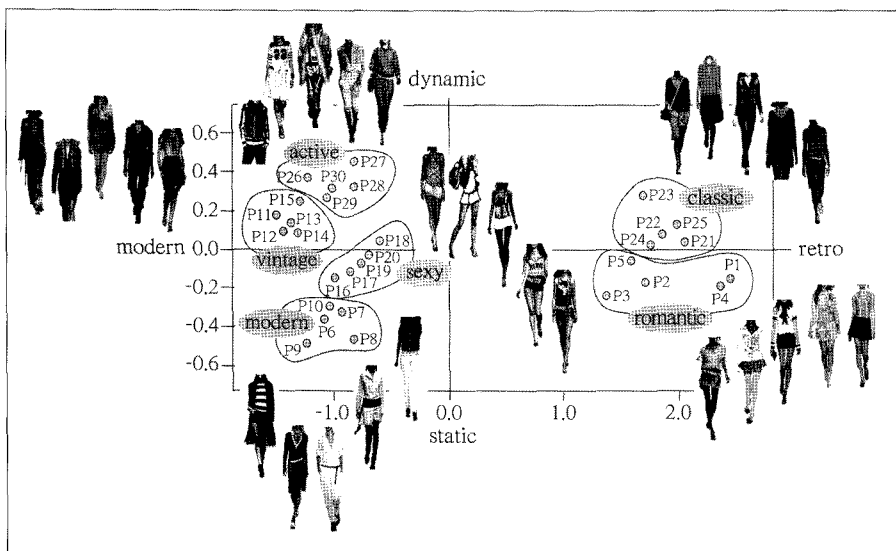 dynamic
0.6
0.4
0.2
0.0
-0.2
-0.4
-0.6
modern
retro
active
P27
P26
P30
P28
P29
P15
P11
P13
P12
P14
vintage
P18
P20
P19
P17
P16
sexy
P10
P7
modern
P6
P9
P8
P23
classic
P22
P25
P24
P21
P5
P1
P2
P3
P4
romantic
-1.0
0.0
1.0
2.0
static